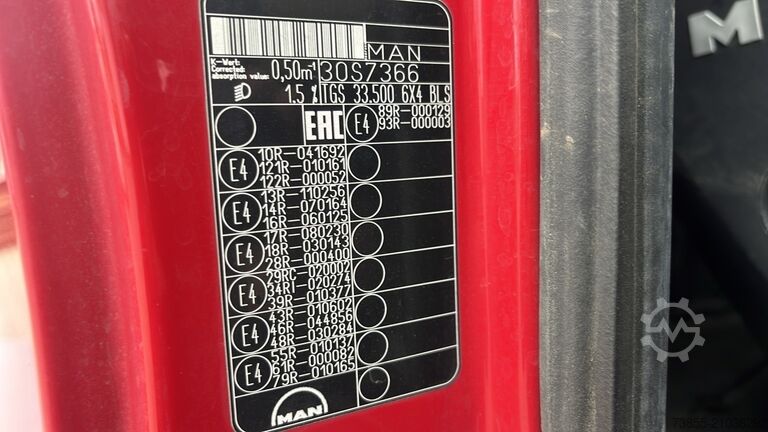 MAN
K-Wert:
Corrected
absorption value: 0,50m⁻¹ 30S7366
1.5 % TGS 33.500 6X4 BLS
EAC E4 89R-000129
93R-000003
10R-041692
E4 121R-010161
122R-000052
13R-110256
E4 14R-070164
16R-060125
17R-080230
E4 18R-030143
28R-000400
29RC-020002
E4 34RI-020274
39R-010377
43R-010602
E4 46R-044856
48R-030284
55R-010137
E4 61R-000082
79R-010165
MAN
M